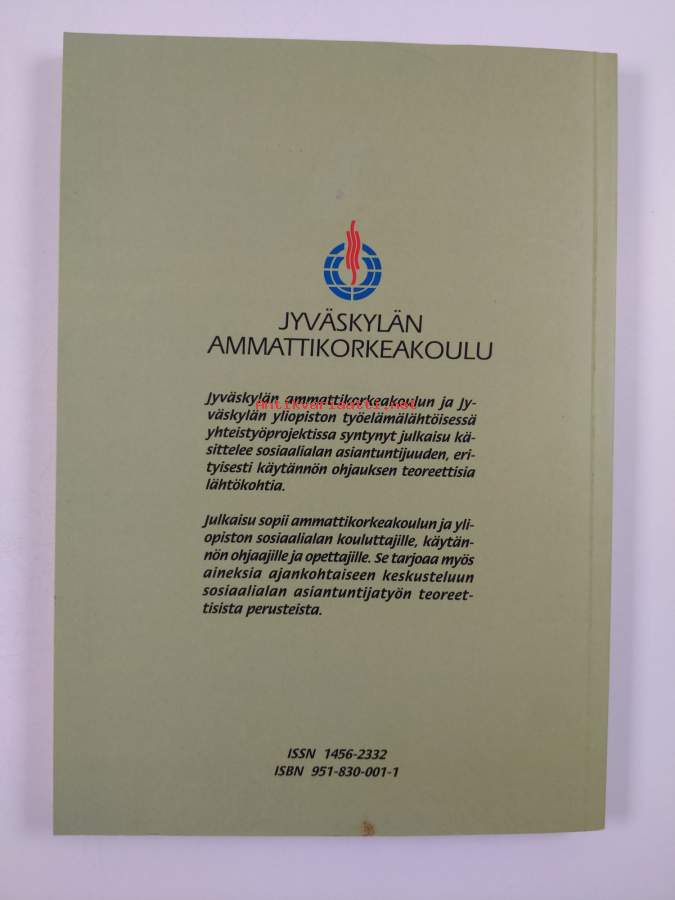 JYVÄSKYLÄN
AMMATTIKORKEAKOULU
Jyväskylän ammattikorkeakoulun ja Jy-
Antikvariaatti.net
väskylän yliopiston työelämälähtöisessä
yhteistyöprojektissa syntynyt julkaisu kä-
sittelee sosiaalialan asiantuntijuuden, eri-
tyisesti käytännön ohjauksen teoreettisia
lähtökohtia.
Julkaisu sopii ammattikorkeakoulun ja yli-
opiston sosiaalialan kouluttajille, käytän-
nön ohjaajille ja opettajille. Se tarjoaa myös
aineksia ajankohtaiseen keskusteluun
sosiaalialan asiantuntijatyön teoreet-
tisista perusteista.
ISSN 1456-2332
ISBN 951-830-001-1